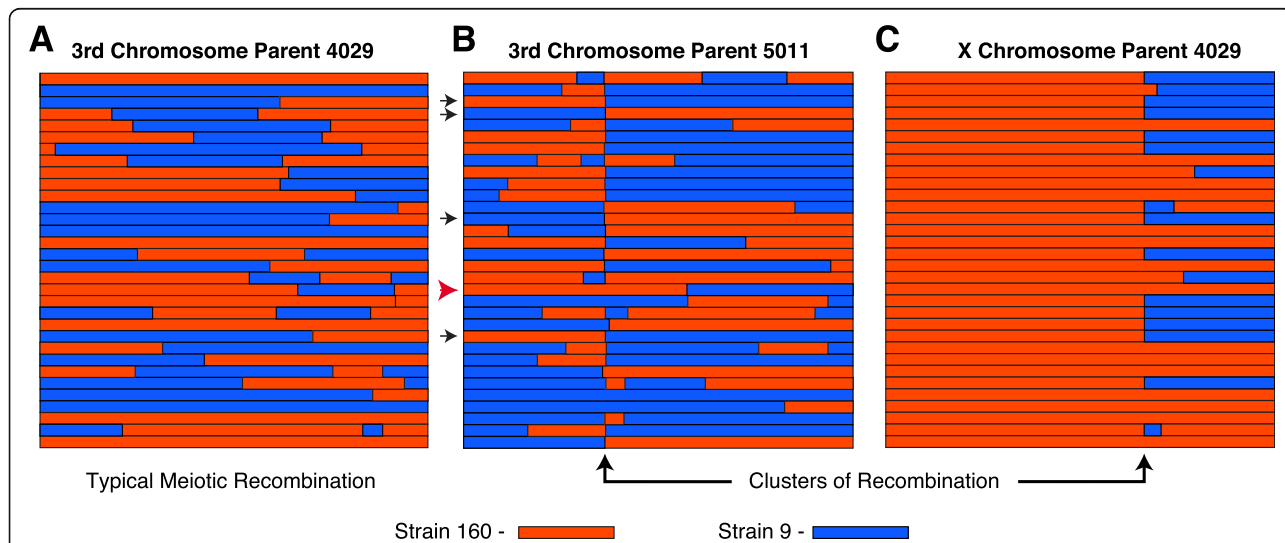 A 3rd Chromosome Parent 4029
B 3rd Chromosome Parent 5011
C X Chromosome Parent 4029
Typical Meiotic Recombination
Clusters of Recombination
Strain 160 -
Strain 9 -